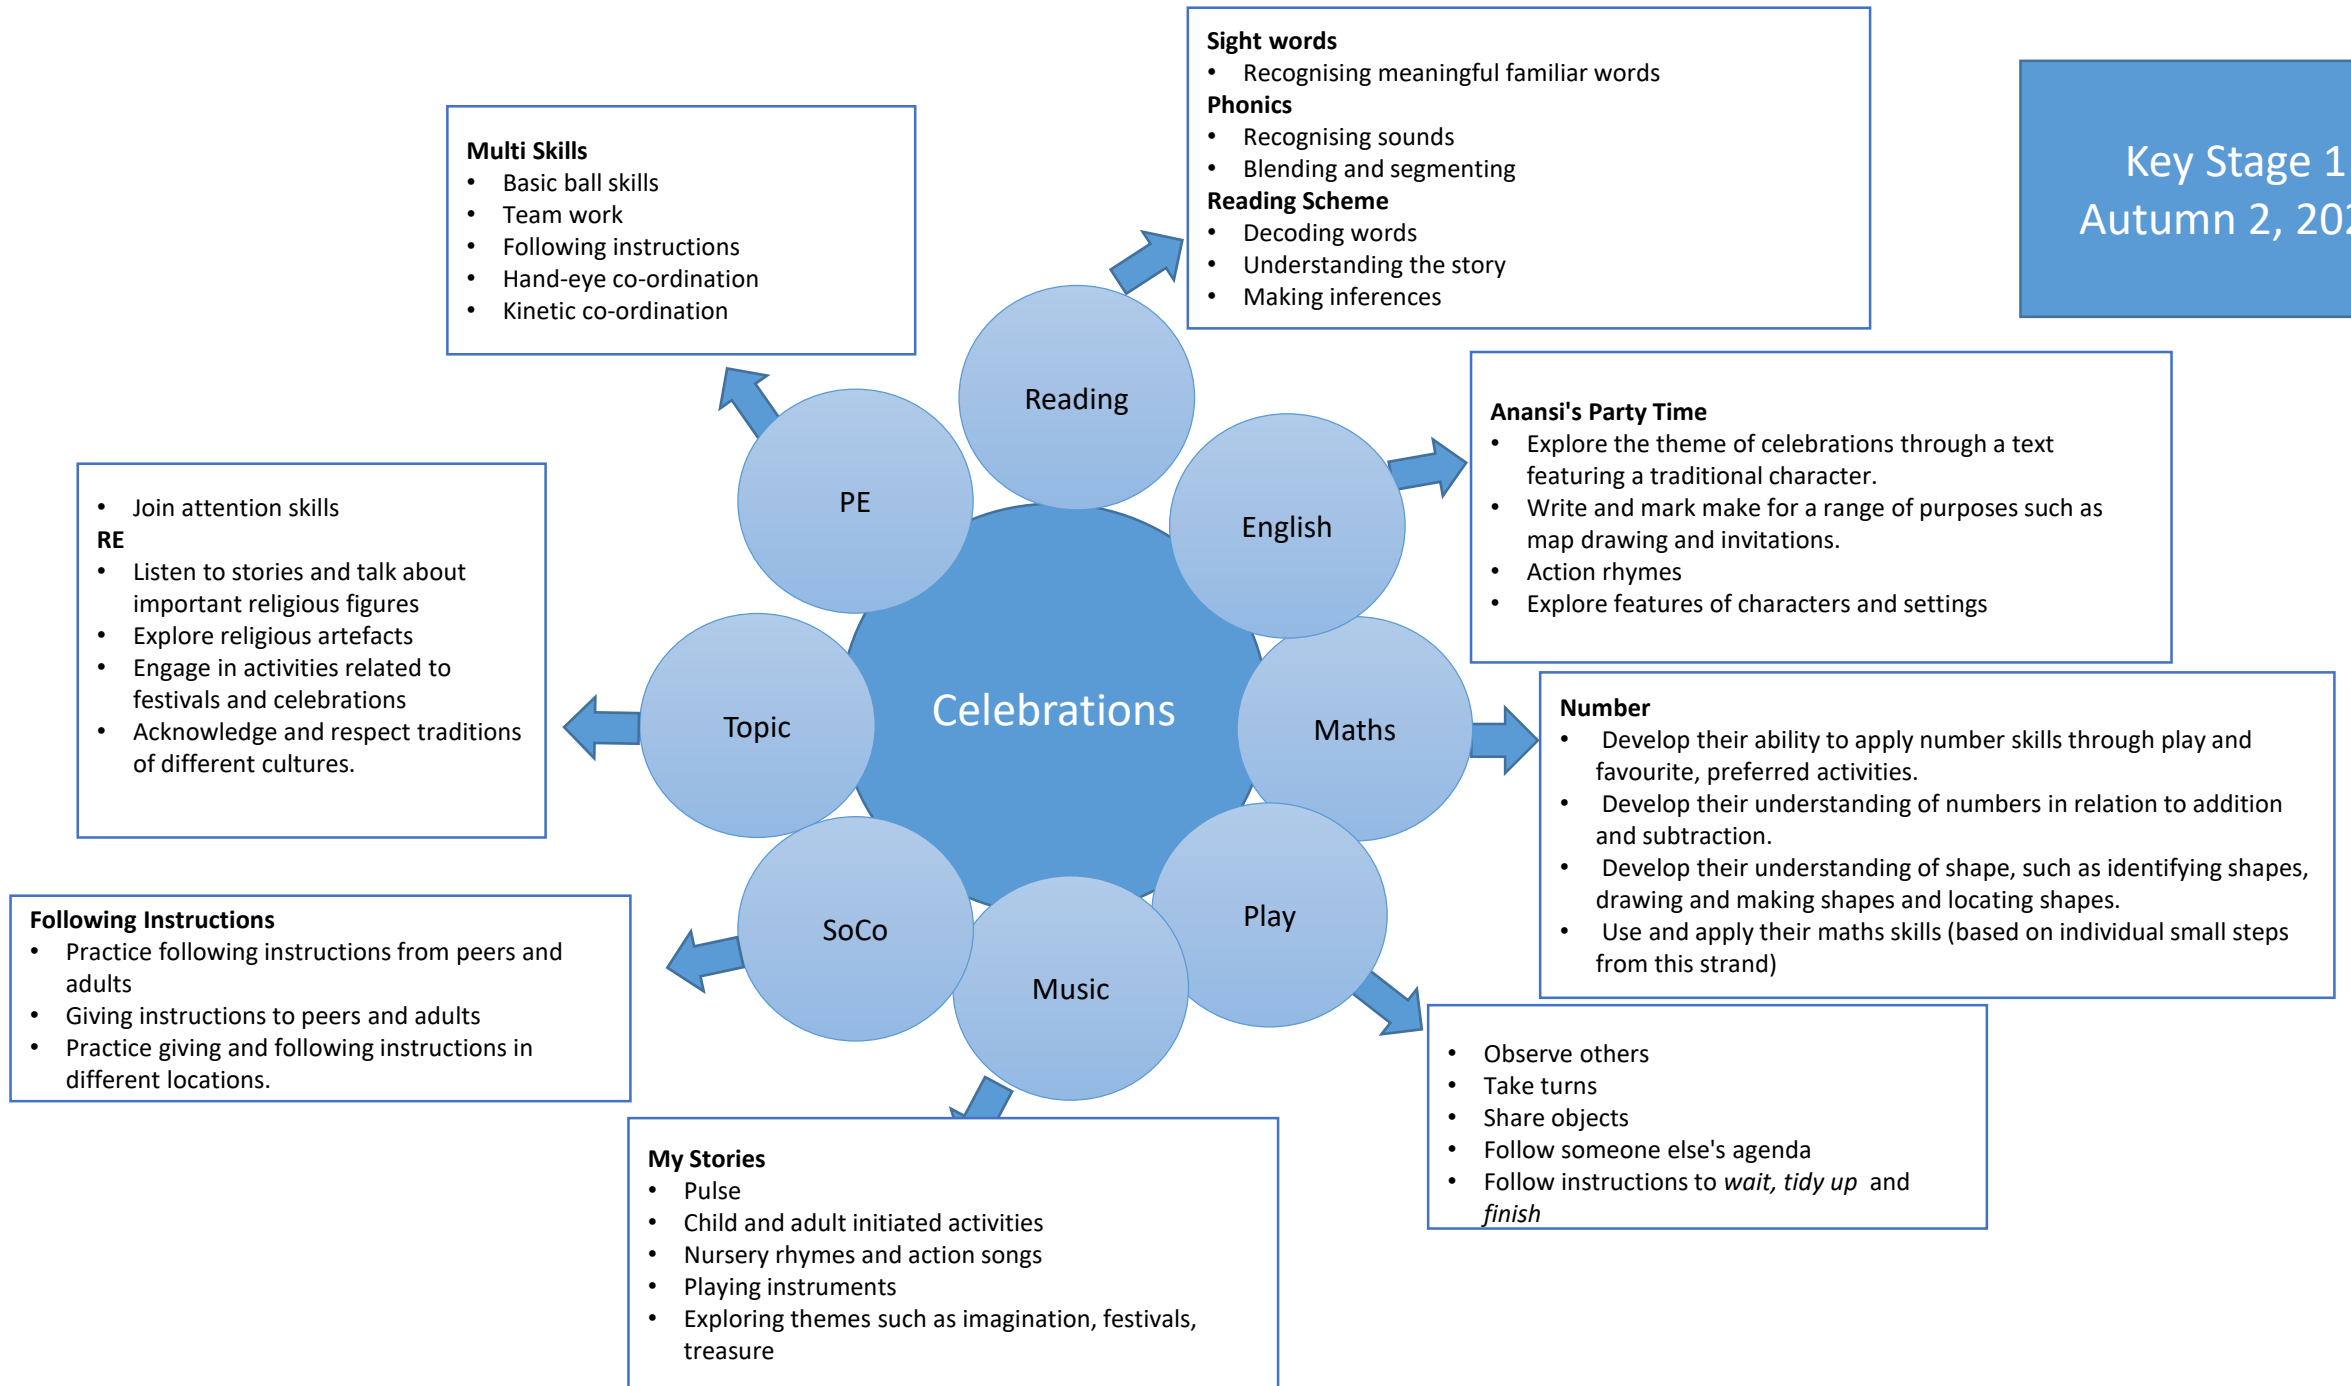 Sight words
• Recognising meaningful familiar words
Phonics
• Recognising sounds
• Blending and segmenting
Reading Scheme
• Decoding words
• Understanding the story
• Making inferences
Key Stage 1
Autumn 2, 202
Multi Skills
• Basic ball skills
• Team work
• Following instructions
• Hand-eye co-ordination
• Kinetic co-ordination
Reading
Anansi's Party Time
• Explore the theme of celebrations through a text
featuring a traditional character.
• Write and mark make for a range of purposes such as
map drawing and invitations.
• Action rhymes
• Explore features of characters and settings
PE
English
• Join attention skills
RE
• Listen to stories and talk about
important religious figures
• Explore religious artefacts
• Engage in activities related to
festivals and celebrations
• Acknowledge and respect traditions
of different cultures.
Topic
Celebrations
Maths
Number
• Develop their ability to apply number skills through play and
favourite, preferred activities.
• Develop their understanding of numbers in relation to addition
and subtraction.
• Develop their understanding of shape, such as identifying shapes,
drawing and making shapes and locating shapes.
• Use and apply their maths skills (based on individual small steps
from this strand)
Following Instructions
• Practice following instructions from peers and
adults
• Giving instructions to peers and adults
• Practice giving and following instructions in
different locations.
SoCo
Play
Music
• Observe others
• Take turns
• Share objects
• Follow someone else's agenda
• Follow instructions to wait, tidy up and
finish
My Stories
• Pulse
• Child and adult initiated activities
• Nursery rhymes and action songs
• Playing instruments
• Exploring themes such as imagination, festivals,
treasure